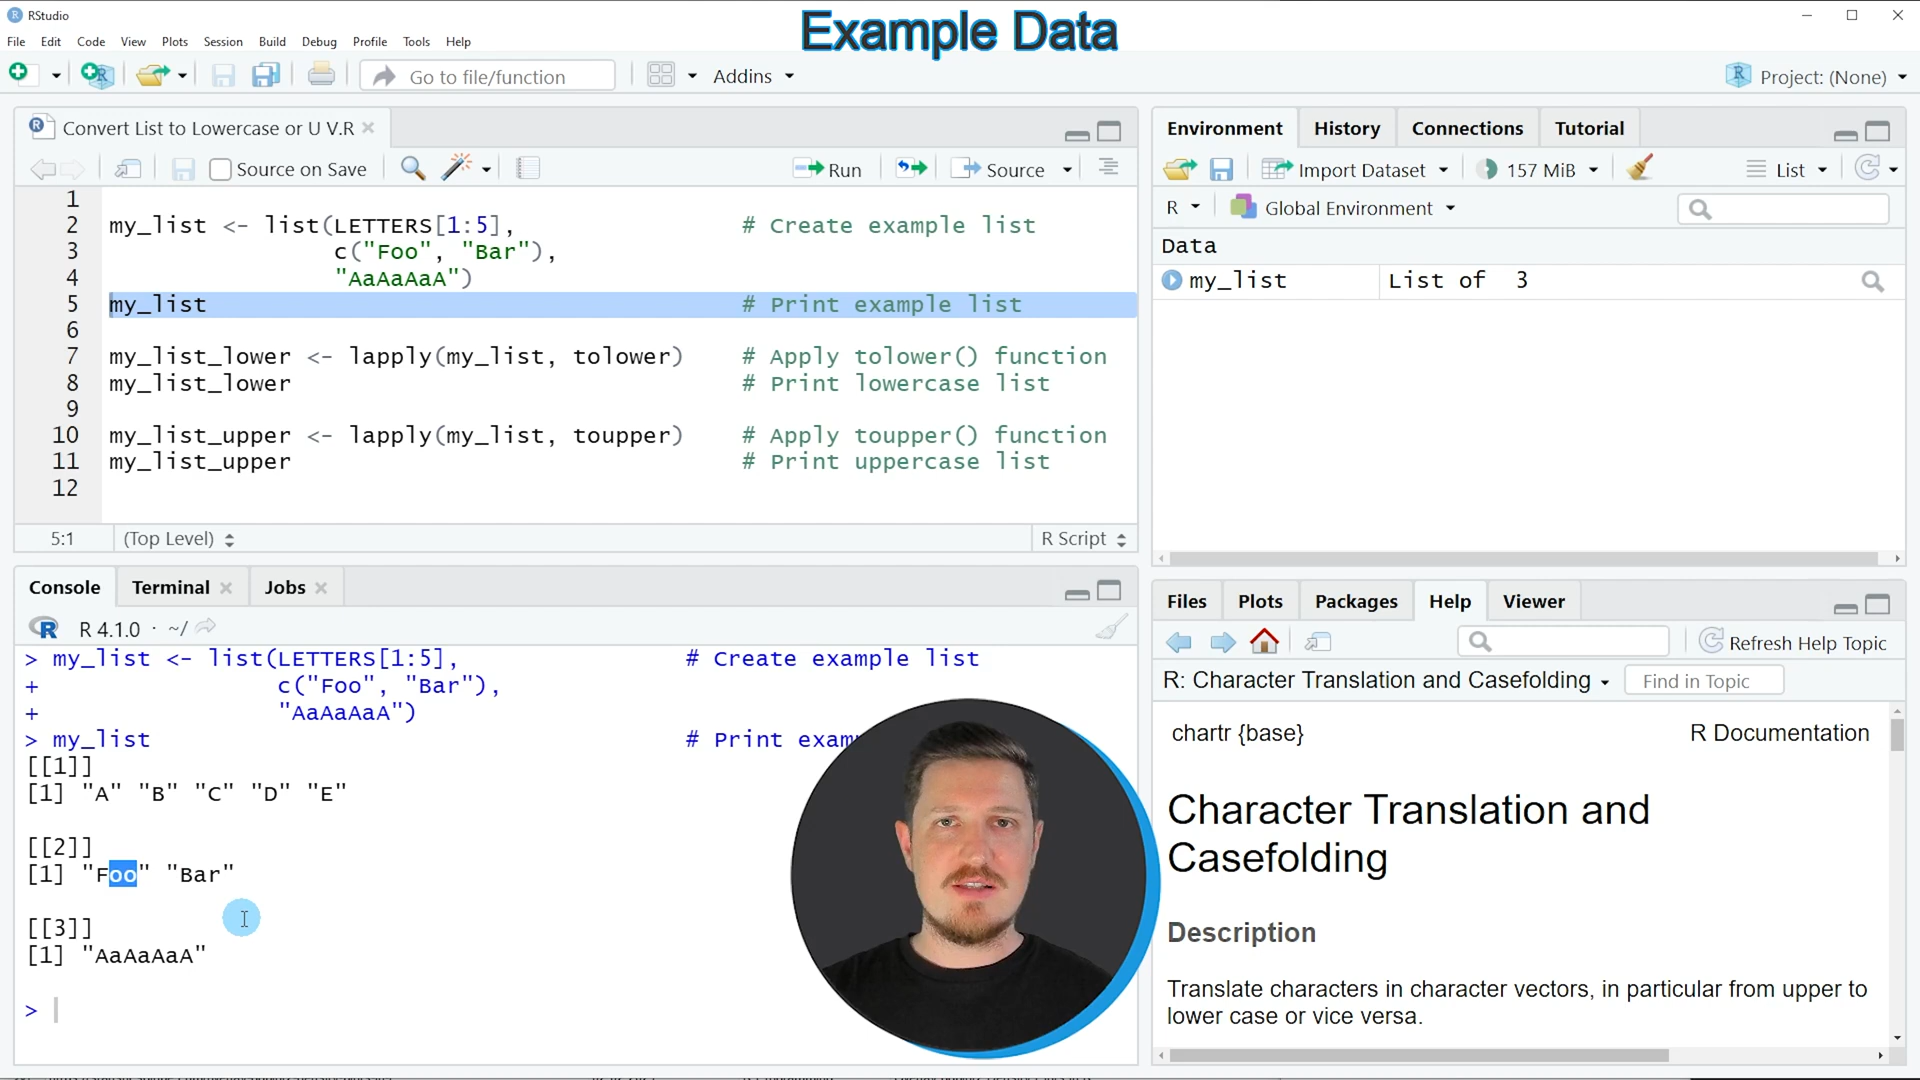 RStudio
Example Data
File Edit Code View Plots Session Build Debug Profile Tools Help
Go to file/function
Addins
Project: (None)
Convert List to Lowercase or U V.R
Source on Save
Run
Source
1
2 my_list <- list(LETTERS[1:5], # Create example list
3 c("Foo", "Bar"),
4 "AaAaAaA")
5 my_list # Print example list
6
7 my_list_lower <- lapply(my_list, tolower) # Apply tolower() function
8 my_list_lower # Print lowercase list
9
10 my_list_upper <- lapply(my_list, toupper) # Apply toupper() function
11 my_list_upper # Print uppercase list
12
5:1 (Top Level) R Script
Console Terminal Jobs
R 4.1.0 · ~/
> my_list <- list(LETTERS[1:5], # Create example list
+ c("Foo", "Bar"),
+ "AaAaAaA")
> my_list # Print exam
[[1]]
[1] "A" "B" "C" "D" "E"
[[2]]
[1] "Foo" "Bar"
[[3]]
[1] "AaAaAaA"
>
Environment History Connections Tutorial
Import Dataset 157 MiB List
R Global Environment
Data
my_list List of 3
Files Plots Packages Help Viewer
Refresh Help Topic
R: Character Translation and Casefolding Find in Topic
chartr {base} R Documentation
Character Translation and
Casefolding
Description
Translate characters in character vectors, in particular from upper to
lower case or vice versa.